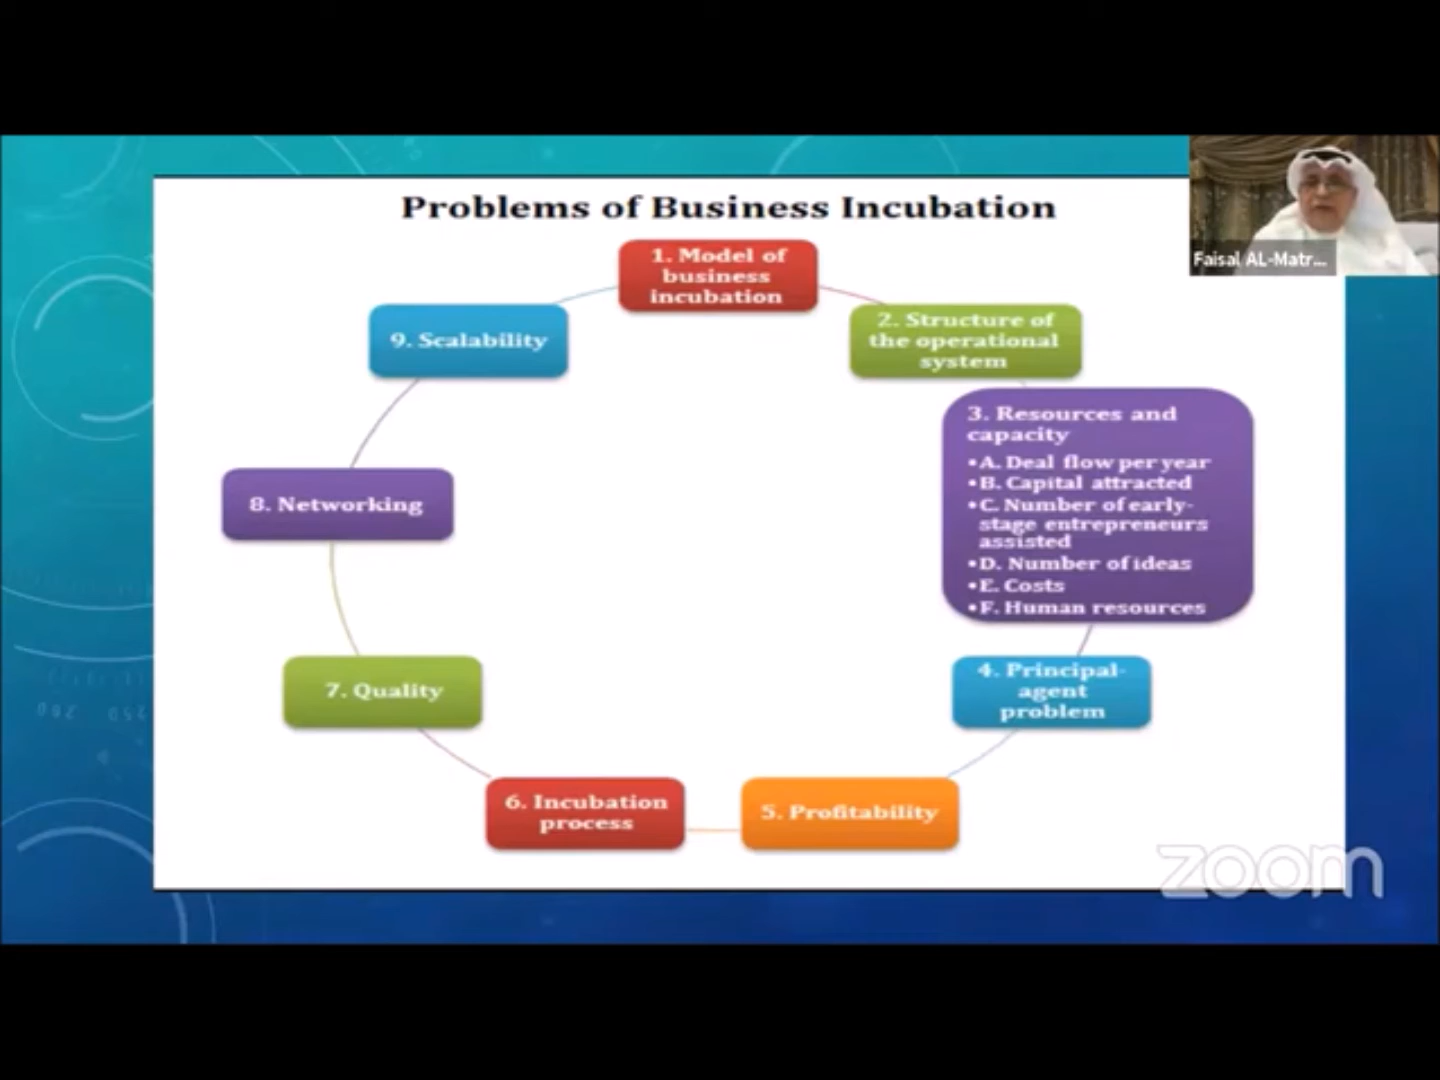 Problems of Business Incubation
Faisal AL-Matr...
1. Model of
business
incubation
2. Structure of
the operational
system
3. Resources and
capacity
•A. Deal flow per year
•B. Capital attracted
•C. Number of early-
stage entrepreneurs
assisted
•D. Number of ideas
•E. Costs
•F. Human resources
4. Principal-
agent
problem
5. Profitability
6. Incubation
process
7. Quality
8. Networking
9. Scalability
zoom